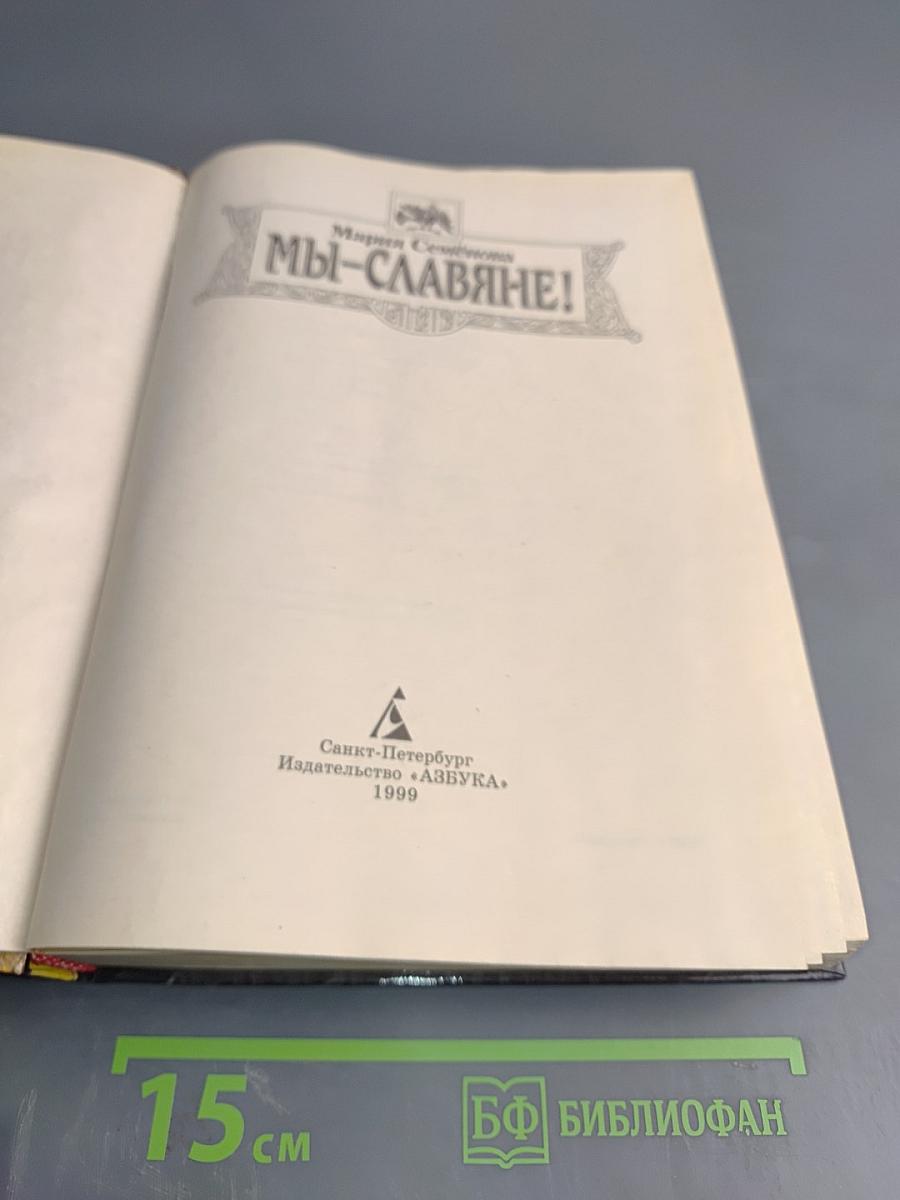 Мария Семёнова
МЫ–СЛАВЯНЕ!
Санкт-Петербург
Издательство «АЗБУКА»
1999
15 см
БФ БИБЛИОФАН